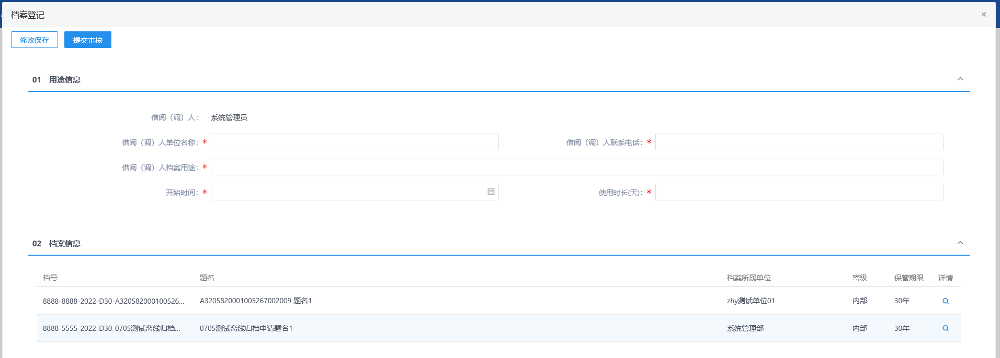 档案登记
修改保存 提交审核
01 用途信息
借阅（调）人： 系统管理员
借阅（调）人单位名称：* 借阅（调）人联系电话：*
借阅（调）人档案用途：*
开始时间：* 使用时长(天)：*
02 档案信息
档号 题名 档案所属单位 密级 保管期限 详情
8888-8888-2022-D30-A32058200010052​6... A3205820001005267002009 题名1 zhy测试单位01 内部 30年
8888-5555-2022-D30-0705测试离线归档... 0705测试离线归档申请题名1 系统管理部 内部 30年